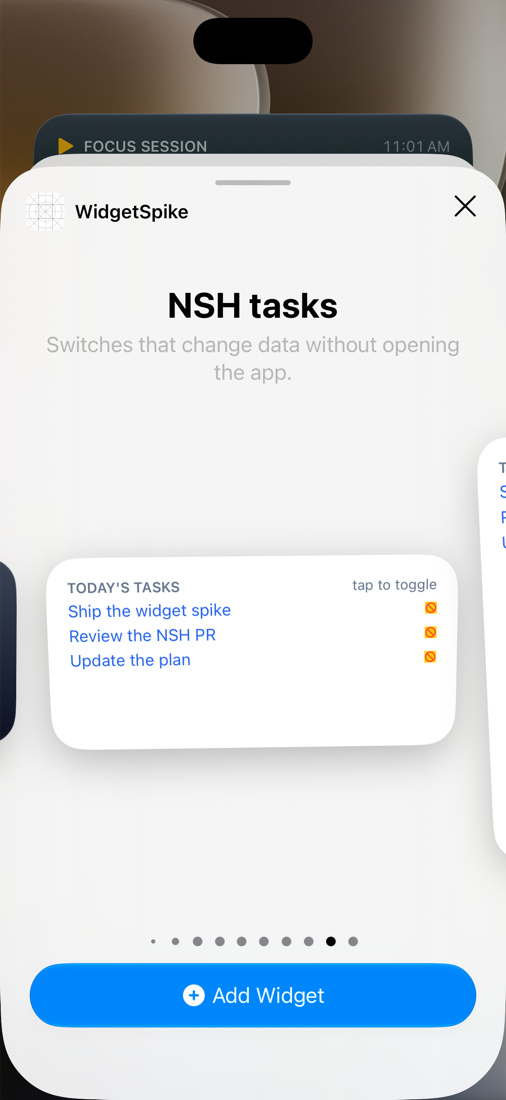 FOCUS SESSION
11:01 AM
WidgetSpike
NSH tasks
Switches that change data without opening
the app.
TODAY'S TASKS
tap to toggle
Ship the widget spike
Review the NSH PR
Update the plan
Add Widget